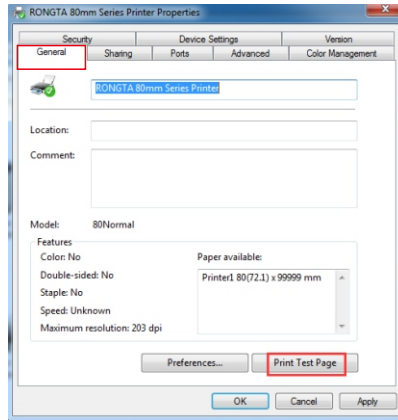 RONGTA 80mm Series Printer Properties
Security Device Settings Version
General Sharing Ports Advanced Color Management
RONGTA 80mm Series Printer
Location:
Comment:
Model: 80Normal
Features
Color: No Paper available:
Double-sided: No Printer1 80(72.1) x 99999 mm
Staple: No
Speed: Unknown
Maximum resolution: 203 dpi
Preferences... Print Test Page
OK Cancel Apply